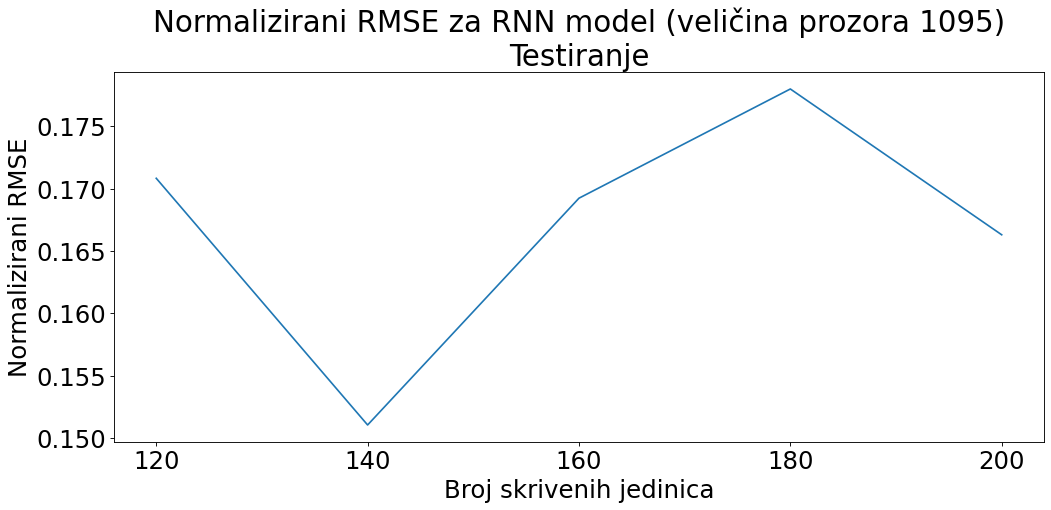 Normalizirani RMSE za RNN model (veličina prozora 1095)
Testiranje
Normalizirani RMSE
0.175
0.170
0.165
0.160
0.155
0.150
120 140 160 180 200
Broj skrivenih jedinica